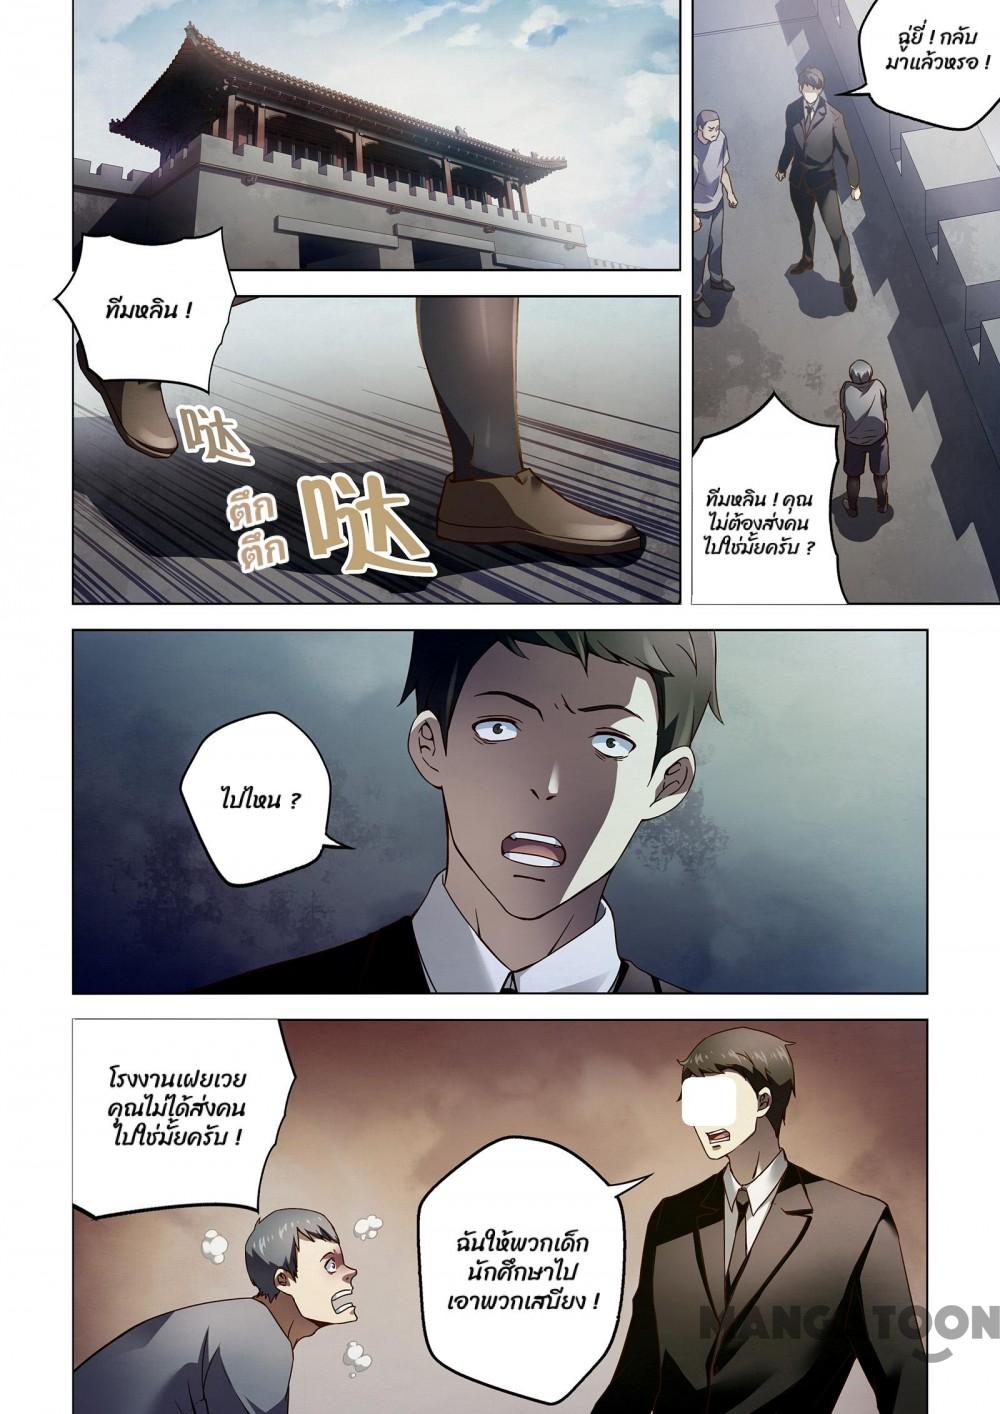 ฉู่ยี่ ! กลับ
มาแล้วหรอ !
ทีมหลิน !
哒
ตึก
ตึก
哒
ทีมหลิน ! คุณ
ไม่ต้องส่งคน
ไปใช่มั้ยครับ ?
ไปไหน ?
โรงงานเฝยเวย
คุณไม่ได้ส่งคน
ไปใช่มั้ยครับ !
ฉันให้พวกเด็ก
นักศึกษาไป
เอาพวกเสบียง !
MANGATOON